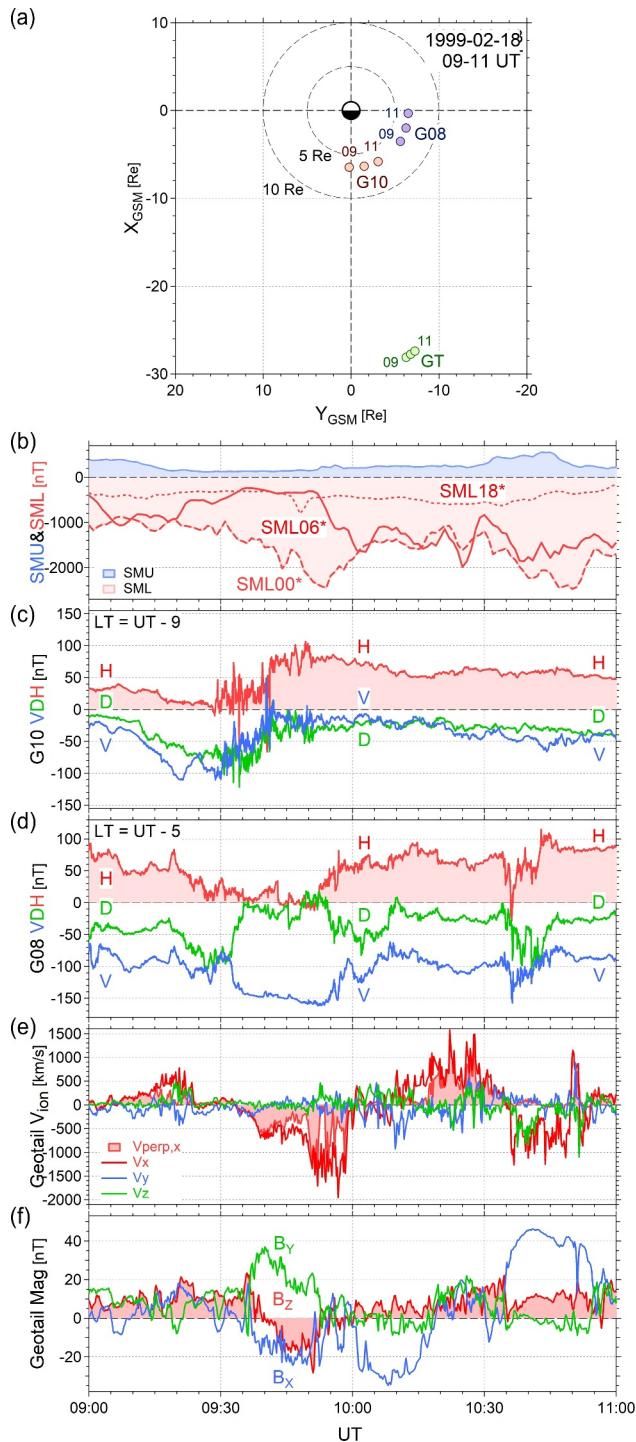 (a)
1999-02-18
09-11 UT
10
0
-10
-20
-30
X_GSM [Re]
11
09
G08
5 Re
09
11
10 Re
G10
11
09
GT
20
10
0
-10
-20
Y_GSM [Re]
(b)
0
-1000
-2000
SMU&SML [nT]
SML18*
SML06*
SML00*
SMU
SML
(c)
150
100
50
0
-50
-100
-150
G10 VDH [nT]
LT = UT - 9
H
H
H
D
V
D
V
D
V
(d)
100
50
0
-50
-100
-150
G08 VDH [nT]
LT = UT - 5
H
H
H
D
D
D
V
V
V
(e)
1500
1000
500
0
-500
-1000
1500
-2000
Geotail V_ion [km/s]
Vperp,x
Vx
Vy
Vz
(f)
40
20
0
-20
Geotail Mag [nT]
B_Y
B_Z
B_X
09:00
09:30
10:00
10:30
11:00
UT